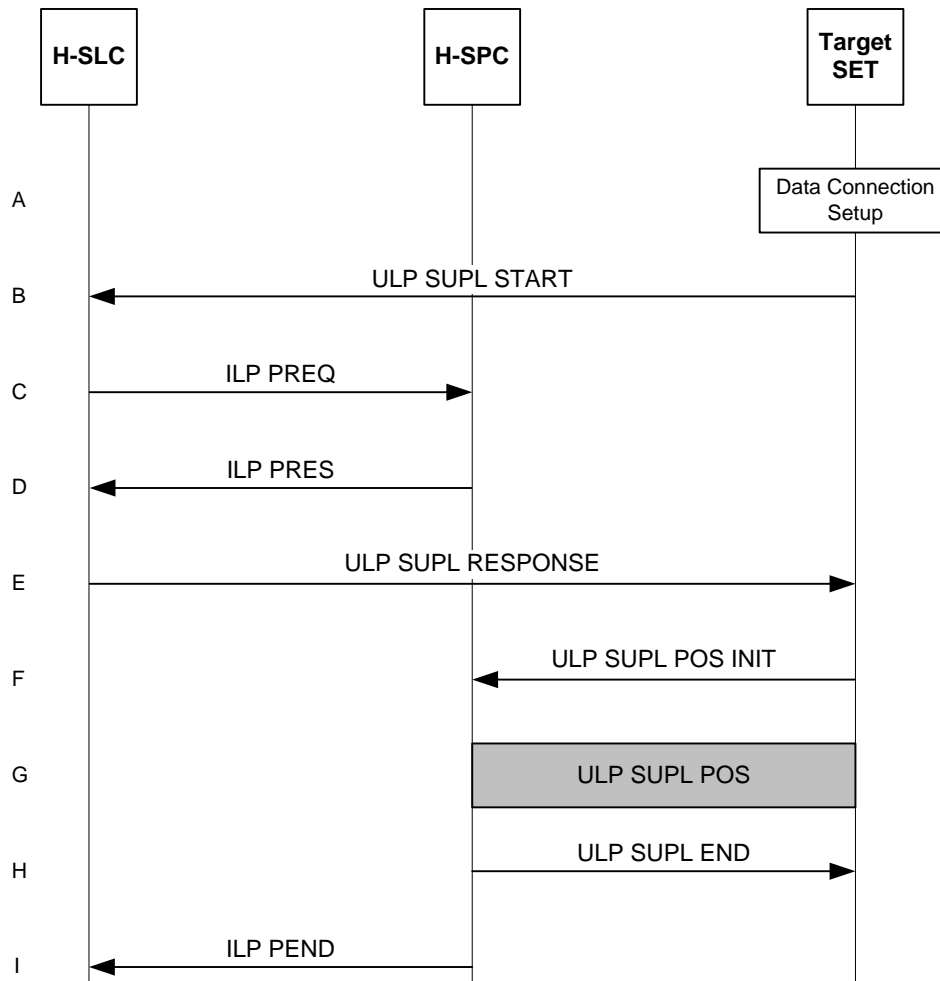 H-SLC
H-SPC
Target
SET
A
Data Connection
Setup
B
ULP SUPL START
C
ILP PREQ
D
ILP PRES
E
ULP SUPL RESPONSE
F
ULP SUPL POS INIT
G
ULP SUPL POS
H
ULP SUPL END
I
ILP PEND